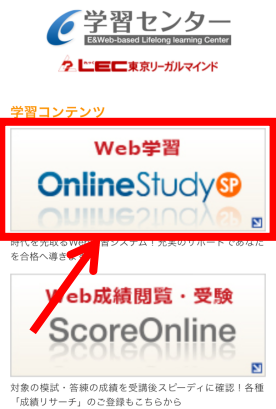 学習センター
E&Web-based Lifelong learning Center
LEC東京リーガルマインド
学習コンテンツ
Web学習
OnlineStudy SP
時代を先取るWeb学習システム！充実のサポートであなた
を合格へ導きま
Web成績閲覧・受験
ScoreOnline
対象の模試・答練の成績を受講後スピーディに確認！各種
「成績リサーチ」のご登録もこちらから